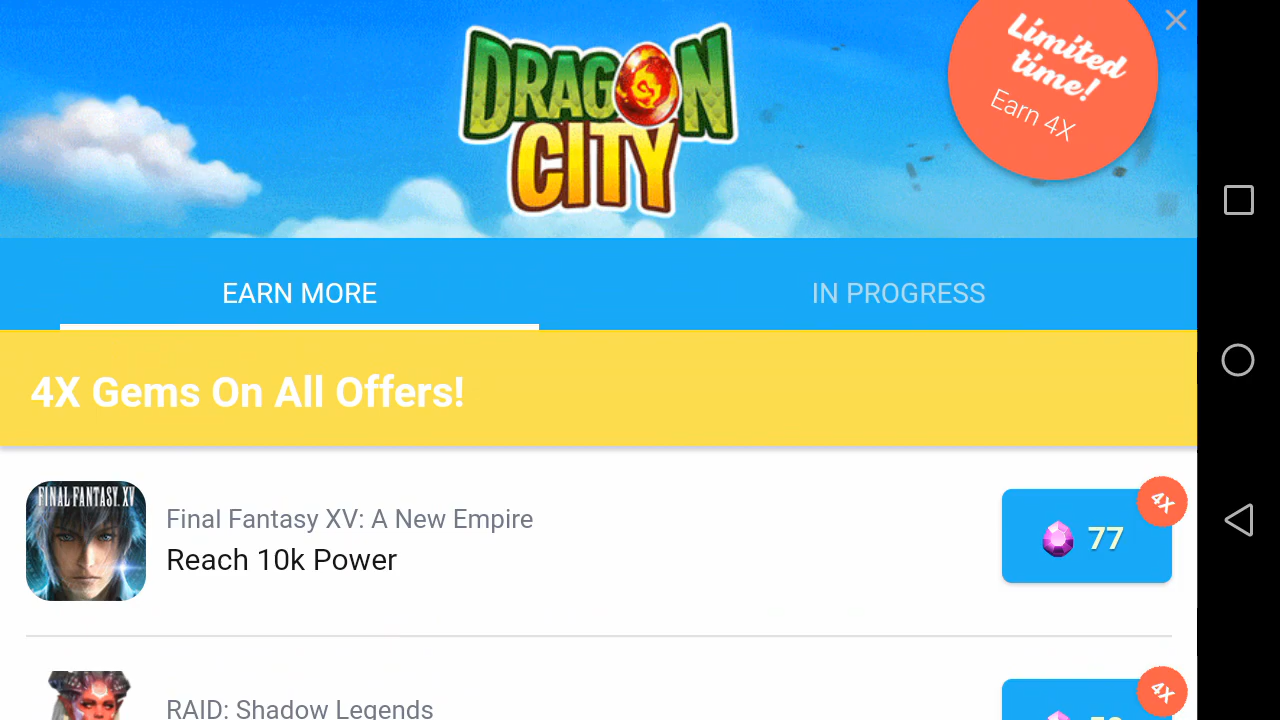 DRAGON
CITY
Limited
time!
Earn 4X
EARN MORE
IN PROGRESS
4X Gems On All Offers!
FINAL FANTASY XV
Final Fantasy XV: A New Empire
Reach 10k Power
77
4X
RAID: Shadow Legends
4X